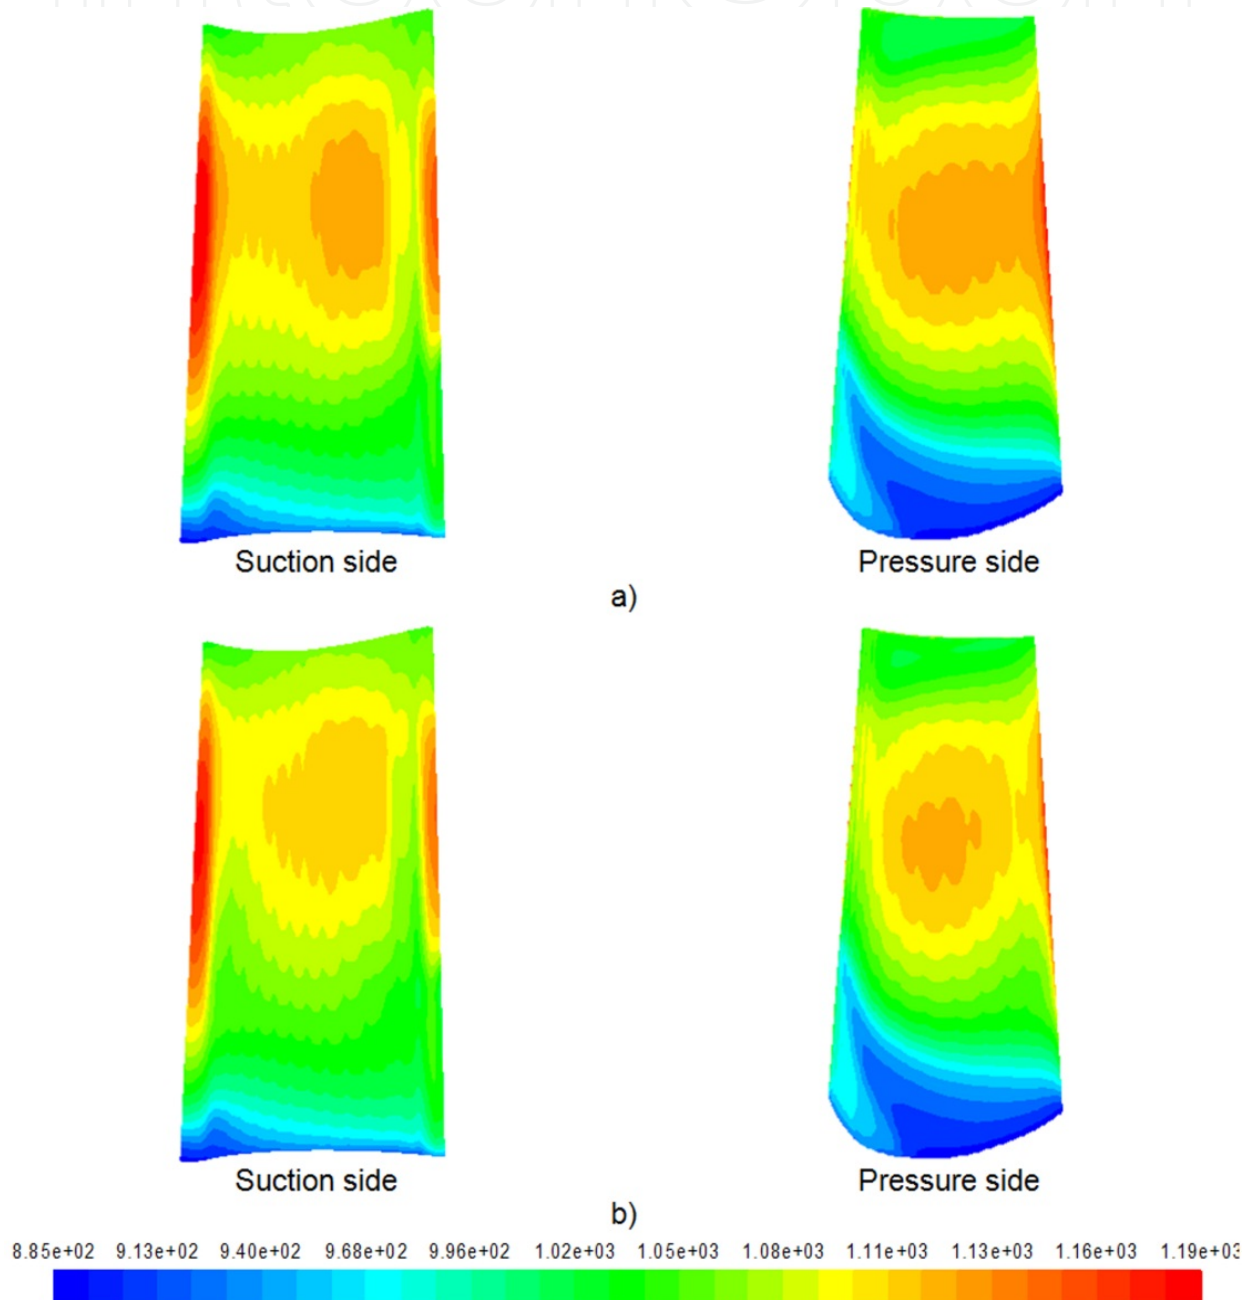 Suction side Pressure side
a)
Suction side Pressure side
b)
8.85e+02 9.13e+02 9.40e+02 9.68e+02 9.96e+02 1.02e+03 1.05e+03 1.08e+03 1.11e+03 1.13e+03 1.16e+03 1.19e+03